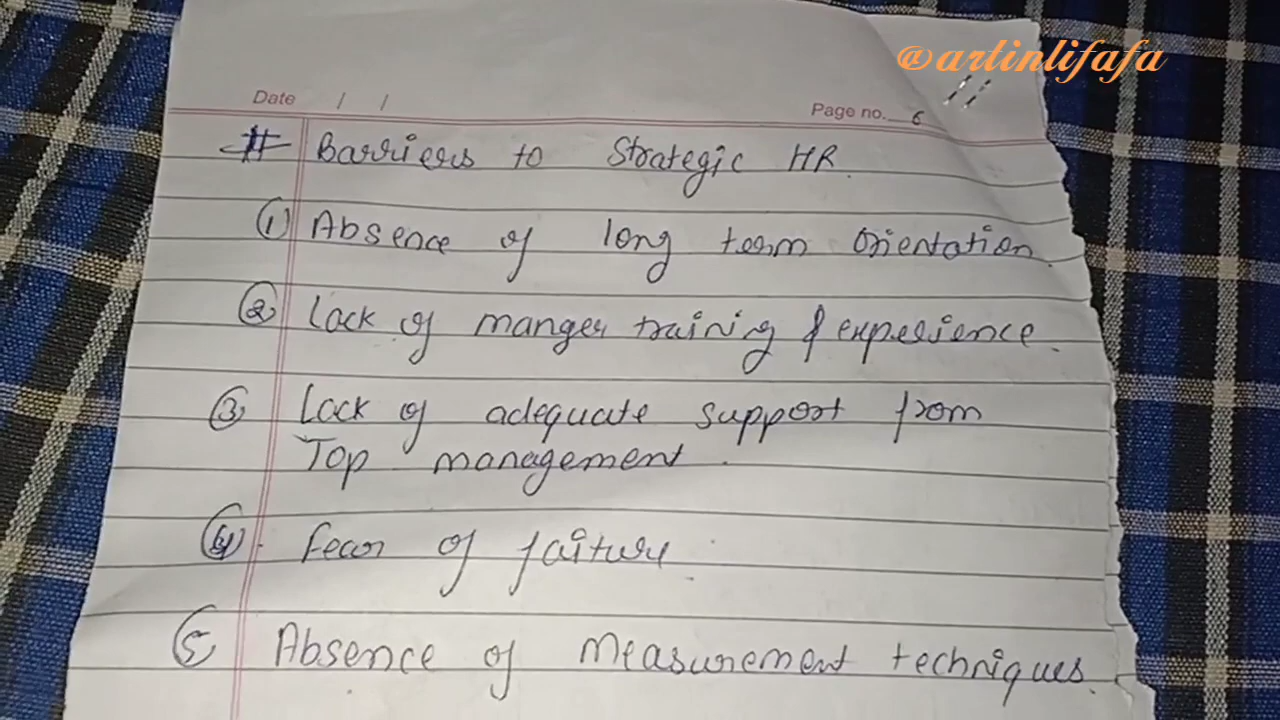 @artinlifafa
Date / /
Page no. 6
# Barriers to Strategic HR.
① Absence of long term orientation.
② Lack of manger training & experience.
③ Lack of adequate support from
Top management.
④ Fear of faiture.
⑤ Absence of measurement techniques.